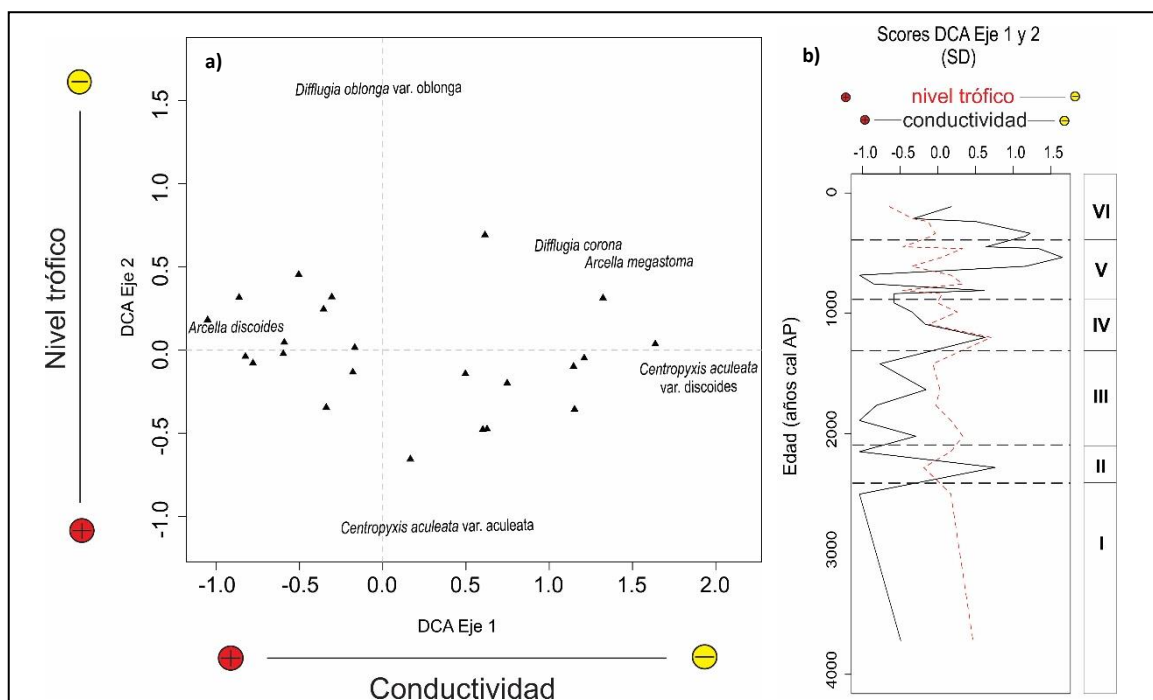 a)
Difflugia oblonga var. oblonga
Difflugia corona
Arcella megastoma
Arcella discoides
Centropyxis aculeata
var. discoides
Centropyxis aculeata var. aculeata
1.5
1.0
0.5
0.0
-0.5
-1.0
DCA Eje 2
Nivel trófico
−
+
-1.0 -0.5 0.0 0.5 1.0 1.5 2.0
DCA Eje 1
+ −
Conductividad
b)
Scores DCA Eje 1 y 2
(SD)
+ nivel trófico −
+ conductividad −
-1.0 -0.5 0.0 0.5 1.0 1.5
0
1000
2000
3000
4000
Edad (años cal AP)
VI
V
IV
III
II
I